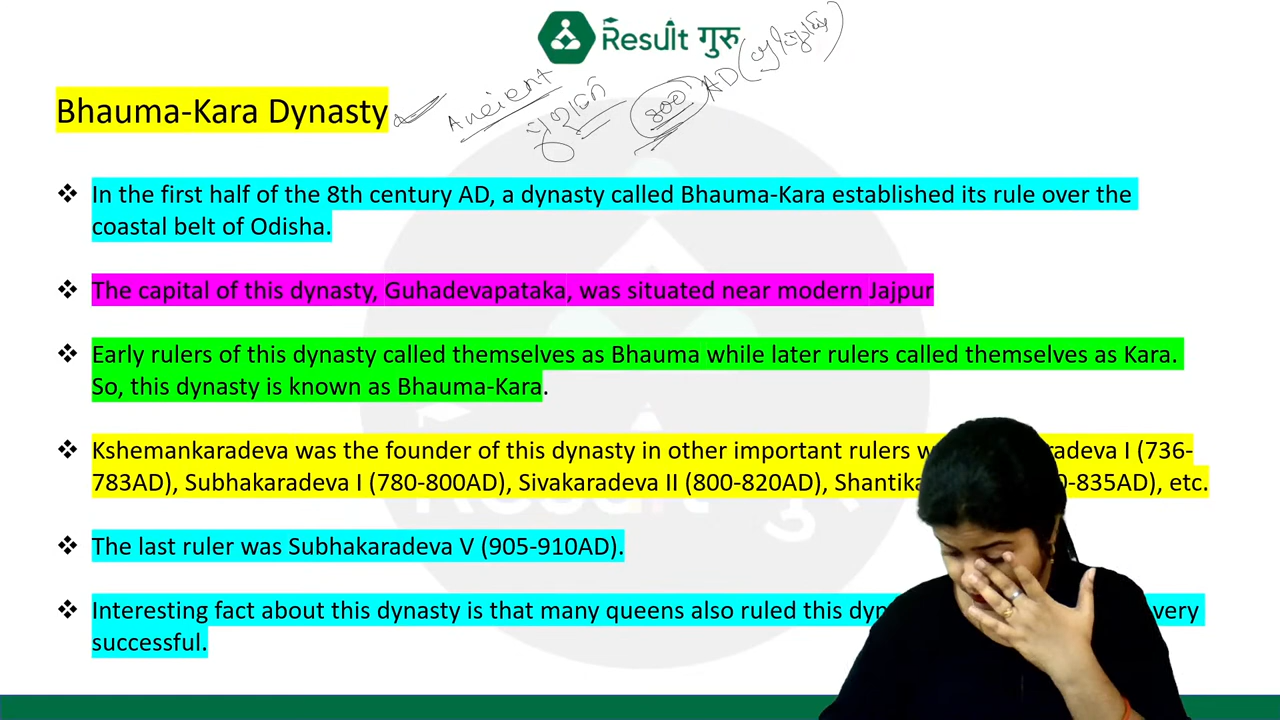 Result गुरु
Bhauma-Kara Dynasty
Ancient
800 AD
In the first half of the 8th century AD, a dynasty called Bhauma-Kara established its rule over the
coastal belt of Odisha.
The capital of this dynasty, Guhadevapataka, was situated near modern Jajpur
Early rulers of this dynasty called themselves as Bhauma while later rulers called themselves as Kara.
So, this dynasty is known as Bhauma-Kara.
Kshemankaradeva was the founder of this dynasty in other important rulers radeva I (736-
783AD), Subhakaradeva I (780-800AD), Sivakaradeva II (800-820AD), -835AD), etc.
The last ruler was Subhakaradeva V (905-910AD).
Interesting fact about this dynasty is that many queens also ruled this very
successful.